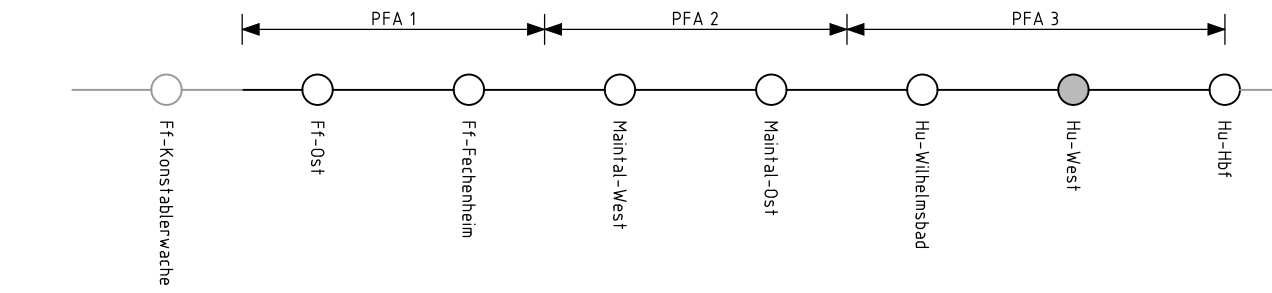 PFA 1
PFA 2
PFA 3
Ff-Konstablerwache
Ff-Ost
Ff-Fechenheim
Maintal-West
Maintal-Ost
Hu-Wilhelmsbad
Hu-West
Hu-Hbf